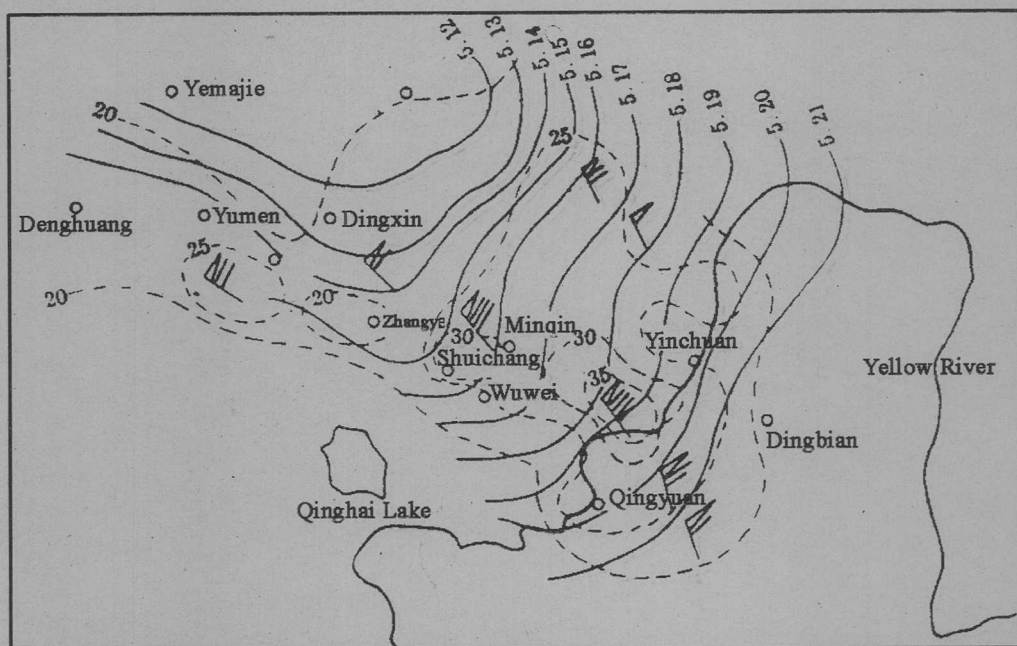 5.12
5.13
5.14
5.15
5.16
5.17
5.18
5.19
5.20
5.21
Yemajie
20
25
Denghuang
Yumen
Dingxin
25
20
20
Zhangye
30
Minqin
30
Shuichang
Yinchuan
Yellow River
Wuwei
35
Dingbian
Qinghai Lake
Qingyuan